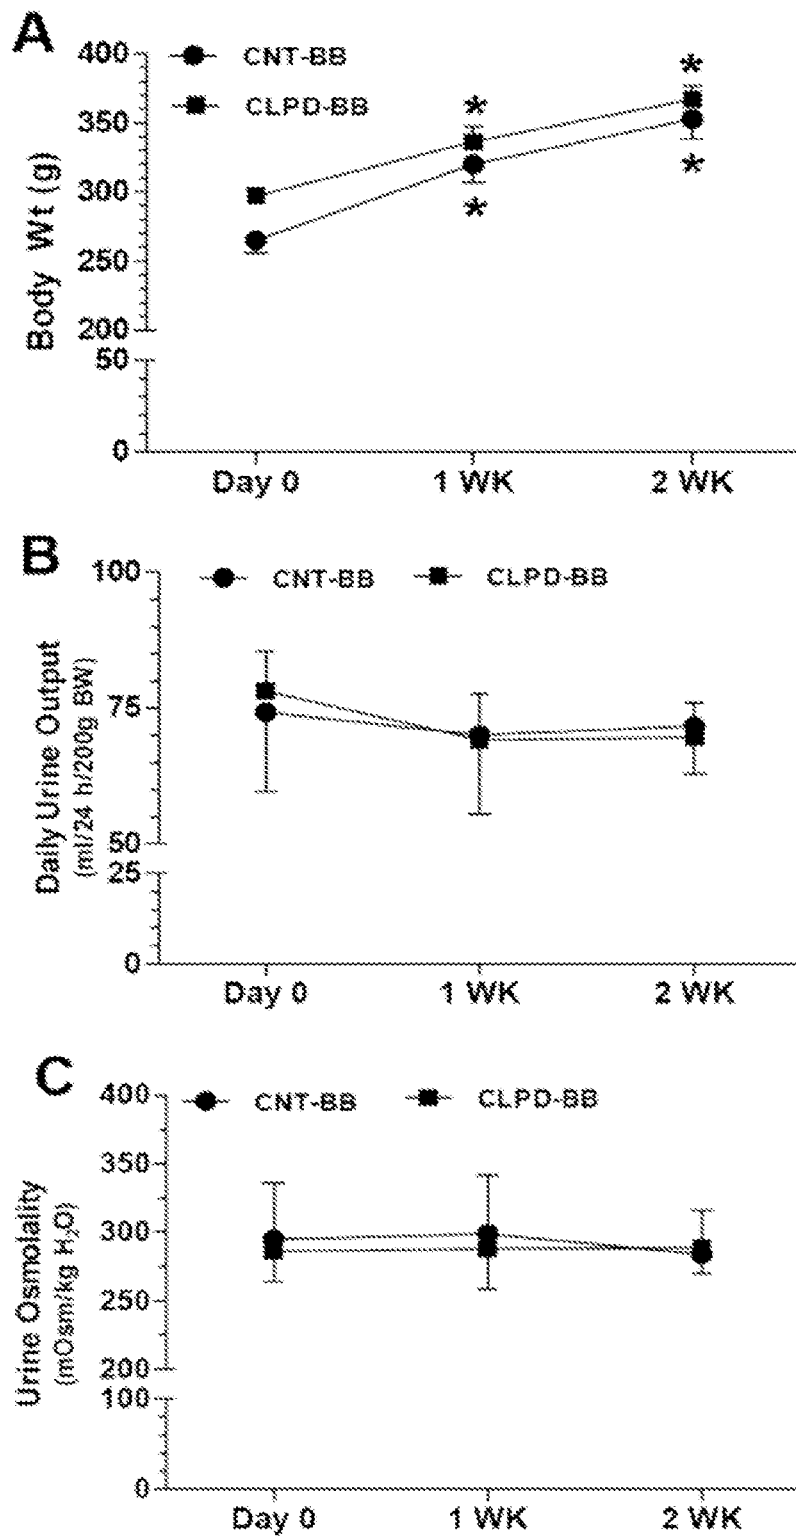 A
400
CNT-BB
CLPD-BB
350
300
250
200
50
0
Body Wt (g)
*
*
*
*
Day 0 1 WK 2 WK
B
100
CNT-BB CLPD-BB
75
50
25
0
Daily Urine Output
(ml/24 h/200g BW)
Day 0 1 WK 2 WK
C
400
CNT-BB CLPD-BB
350
300
250
200
100
0
Urine Osmolality
(mOsm/kg H₂O)
Day 0 1 WK 2 WK